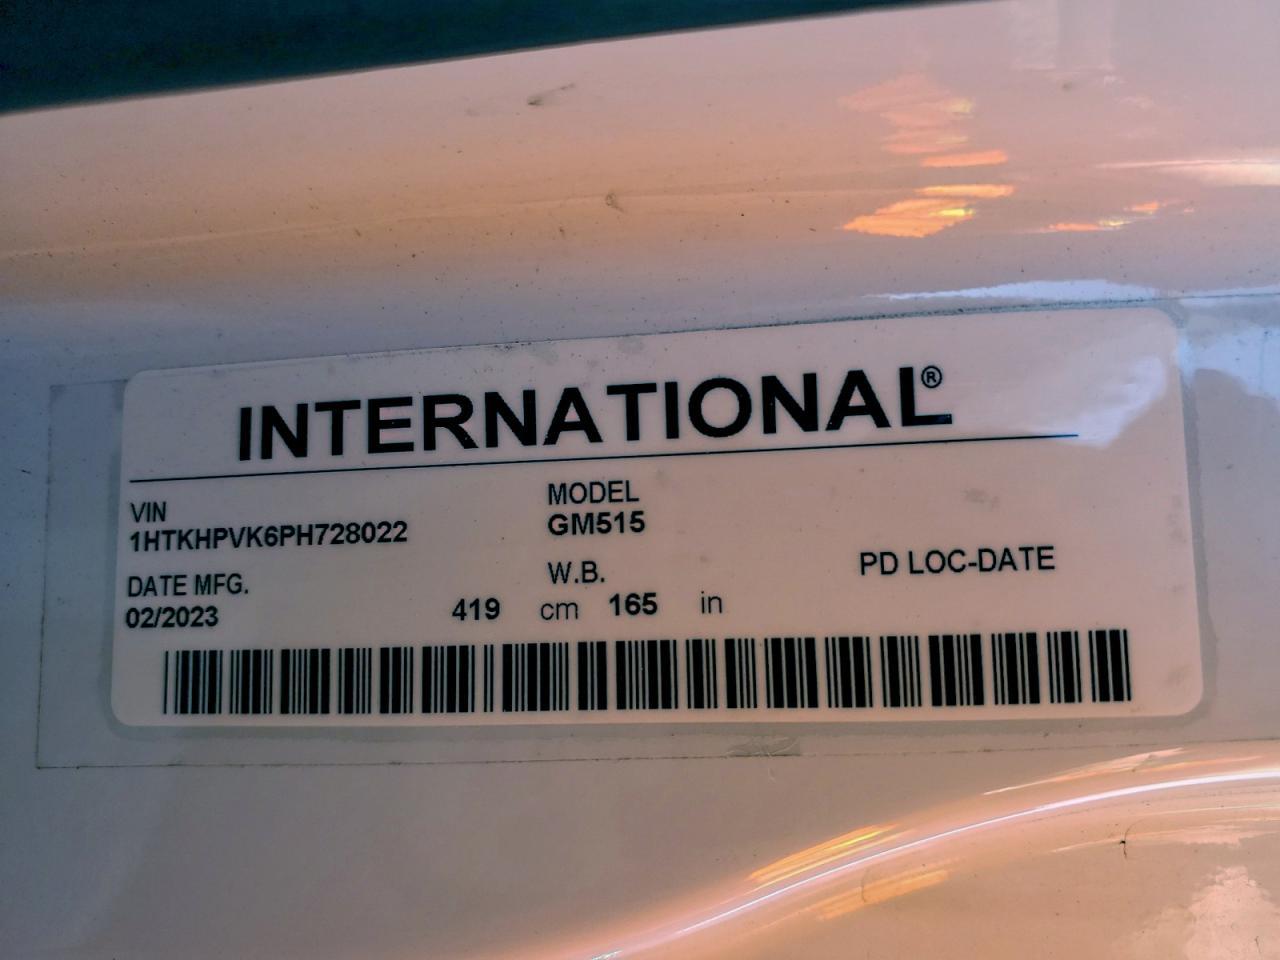 INTERNATIONAL®
VIN
1HTKHPVK6PH728022
MODEL
GM515
DATE MFG.
02/2023
W.B.
419 cm 165 in
PD LOC-DATE